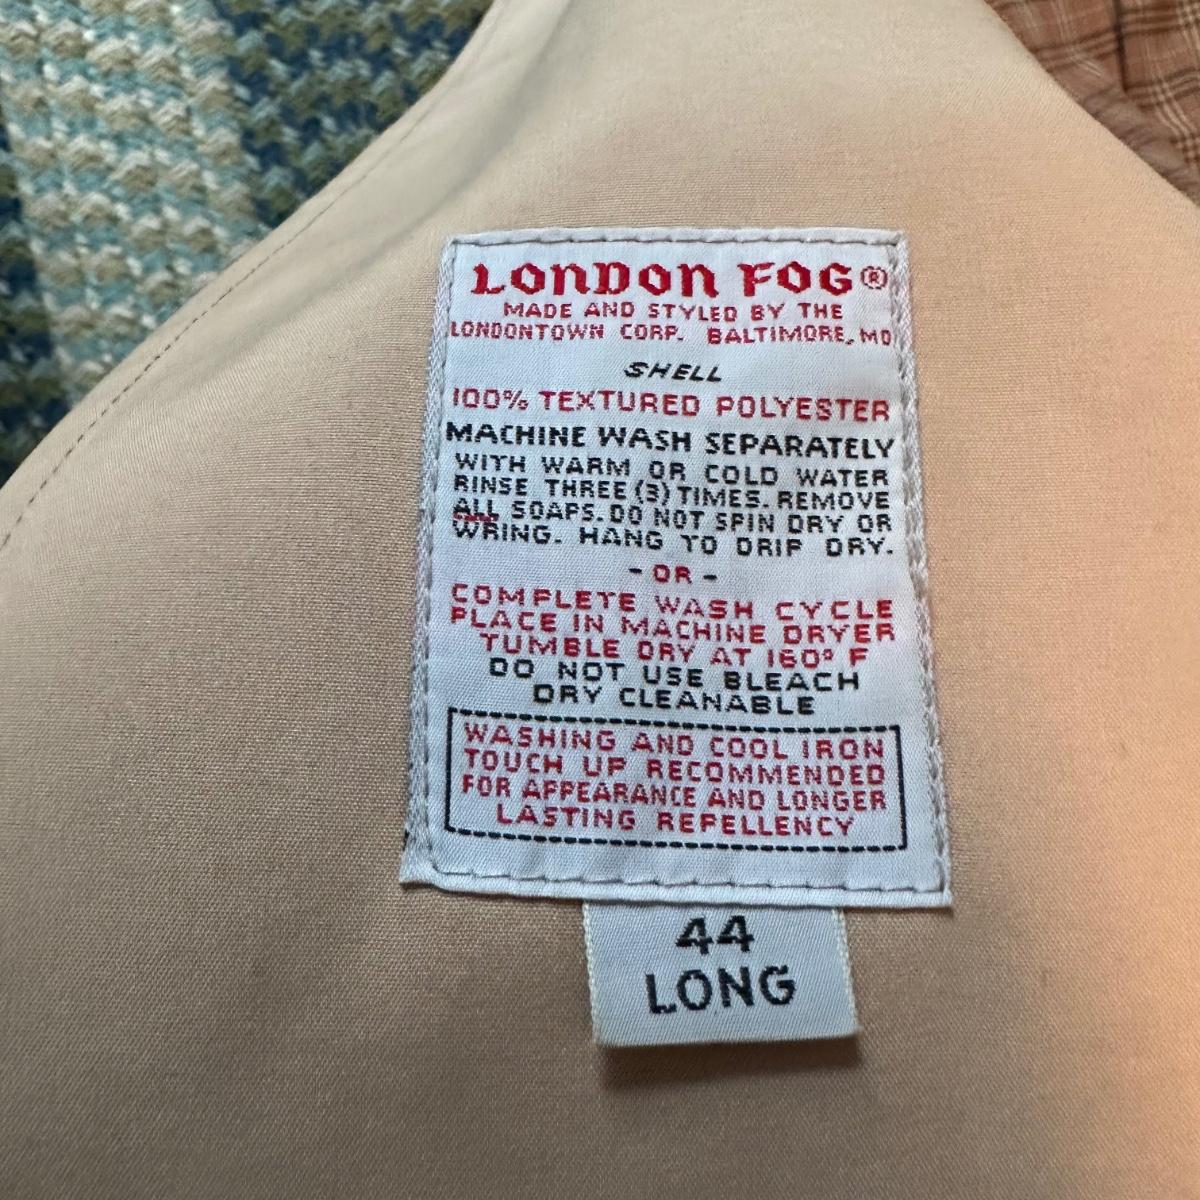 LONDON FOG®
MADE AND STYLED BY THE
LONDONTOWN CORP. BALTIMORE, MD
SHELL
100% TEXTURED POLYESTER
MACHINE WASH SEPARATELY
WITH WARM OR COLD WATER
RINSE THREE (3) TIMES. REMOVE
ALL SOAPS. DO NOT SPIN DRY OR
WRING. HANG TO DRIP DRY.
- OR -
COMPLETE WASH CYCLE
PLACE IN MACHINE DRYER
TUMBLE DRY AT 160° F
DO NOT USE BLEACH
DRY CLEANABLE
WASHING AND COOL IRON
TOUCH UP RECOMMENDED
FOR APPEARANCE AND LONGER
LASTING REPELLENCY
44
LONG